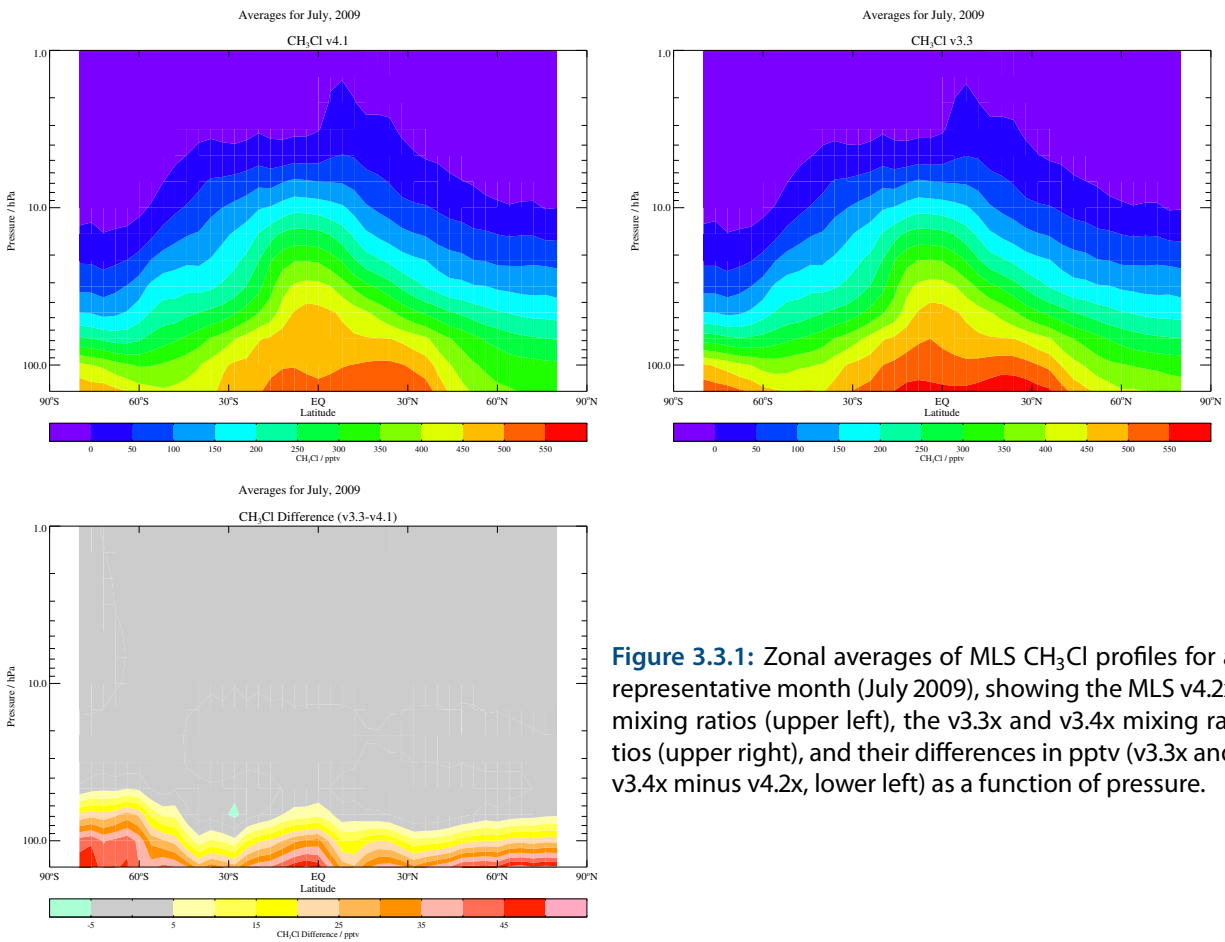 Averages for July, 2009
CH₃Cl v4.1
1.0
10.0
100.0
Pressure / hPa
90°S 60°S 30°S EQ 30°N 60°N 90°N
Latitude
0 50 100 150 200 250 300 350 400 450 500 550
CH₃Cl / pptv
Averages for July, 2009
CH₃Cl v3.3
1.0
10.0
100.0
Pressure / hPa
90°S 60°S 30°S EQ 30°N 60°N 90°N
Latitude
0 50 100 150 200 250 300 350 400 450 500 550
CH₃Cl / pptv
Averages for July, 2009
CH₃Cl Difference (v3.3-v4.1)
1.0
10.0
100.0
Pressure / hPa
90°S 60°S 30°S EQ 30°N 60°N 90°N
Latitude
-5 5 15 25 35 45
CH₃Cl Difference / pptv
Figure 3.3.1: Zonal averages of MLS CH₃Cl profiles for a
representative month (July 2009), showing the MLS v4.2x
mixing ratios (upper left), the v3.3x and v3.4x mixing ra-
tios (upper right), and their differences in pptv (v3.3x and
v3.4x minus v4.2x, lower left) as a function of pressure.